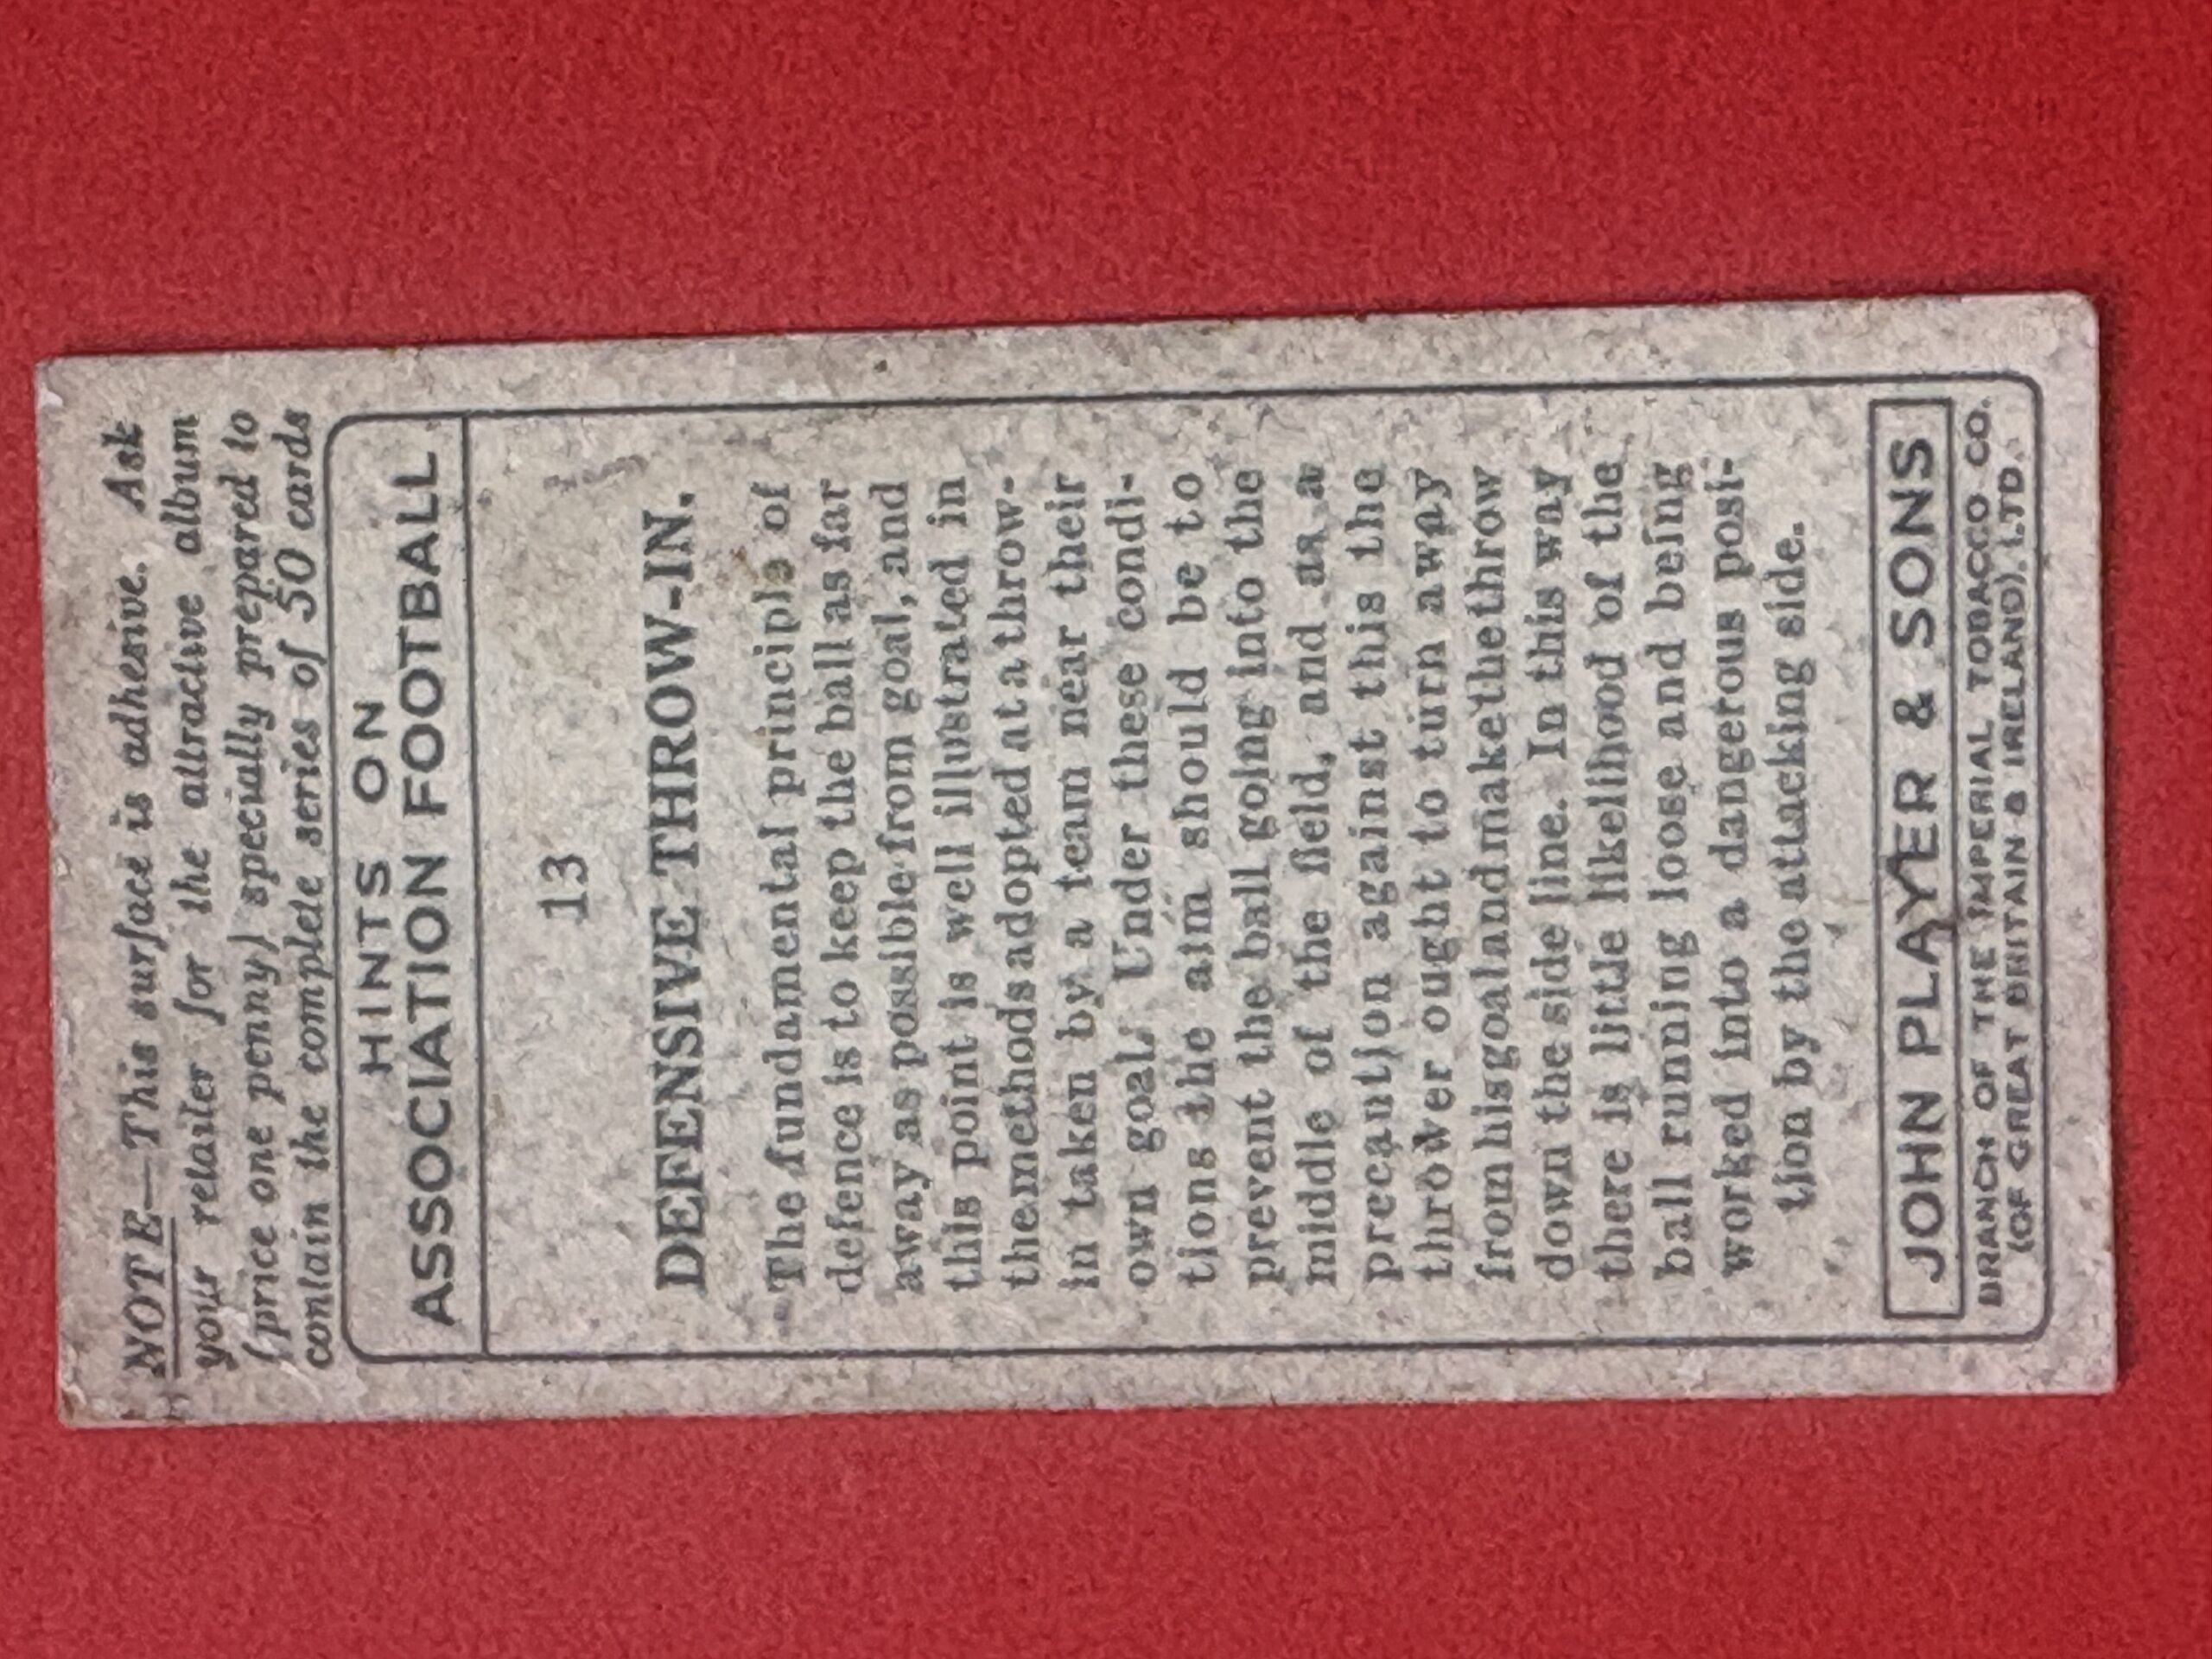 NOTE—This surface is adhesive. Ask
your retailer for the attractive album
(price one penny) specially prepared to
contain the complete series of 50 cards
HINTS ON
ASSOCIATION FOOTBALL
13
DEFENSIVE THROW-IN.
The fundamental principle of
defence is to keep the ball as far
away as possible from goal, and
this point is well illustrated in
the methods adopted at a throw-
in taken by a team near their
own goal. Under these condi-
tions the aim should be to
prevent the ball going into the
middle of the field, and as a
precaution against this the
thrower ought to turn away
from his goal and make the throw
down the side line. In this way
there is little likelihood of the
ball running loose and being
worked into a dangerous posi-
tion by the attacking side.
JOHN PLAYER & SONS
BRANCH OF THE IMPERIAL TOBACCO CO.
(OF GREAT BRITAIN & IRELAND), LTD.